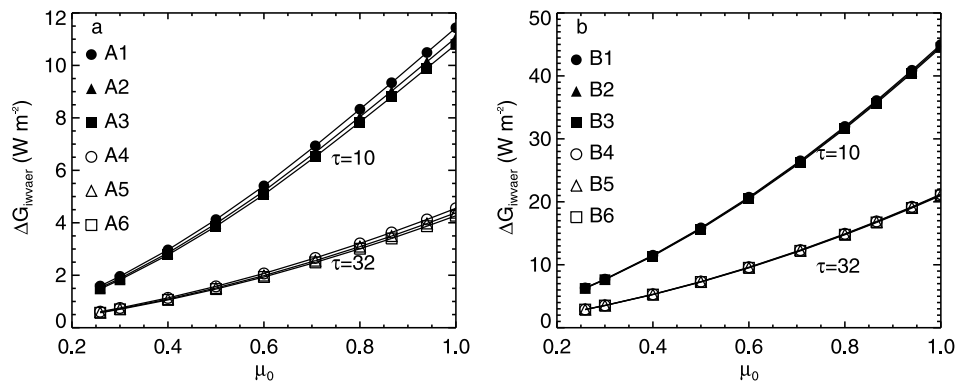 a
b
● A1
▲ A2
■ A3
○ A4
△ A5
□ A6
τ=10
τ=32
12
10
8
6
4
2
0
ΔG_iwvaer (W m⁻²)
0.2 0.4 0.6 0.8 1.0
μ₀
● B1
▲ B2
■ B3
○ B4
△ B5
□ B6
τ=10
τ=32
50
40
30
20
10
0
ΔG_iwvaer (W m⁻²)
0.2 0.4 0.6 0.8 1.0
μ₀